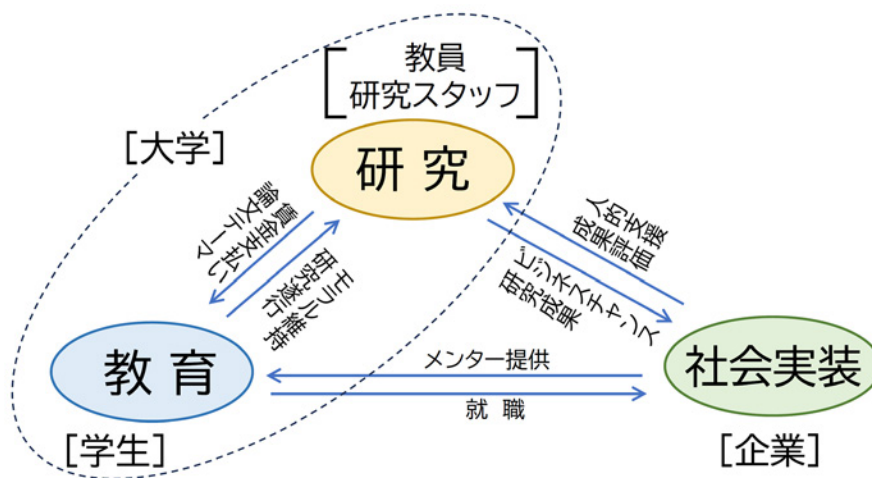 教員
研究スタッフ
[大学]
研究
賃金支払い
論文テーマ
モラル維持
研究遂行
人的支援
成果評価
ビジネスチャンス
研究成果
教育
メンター提供
社会実装
就職
[学生]
[企業]